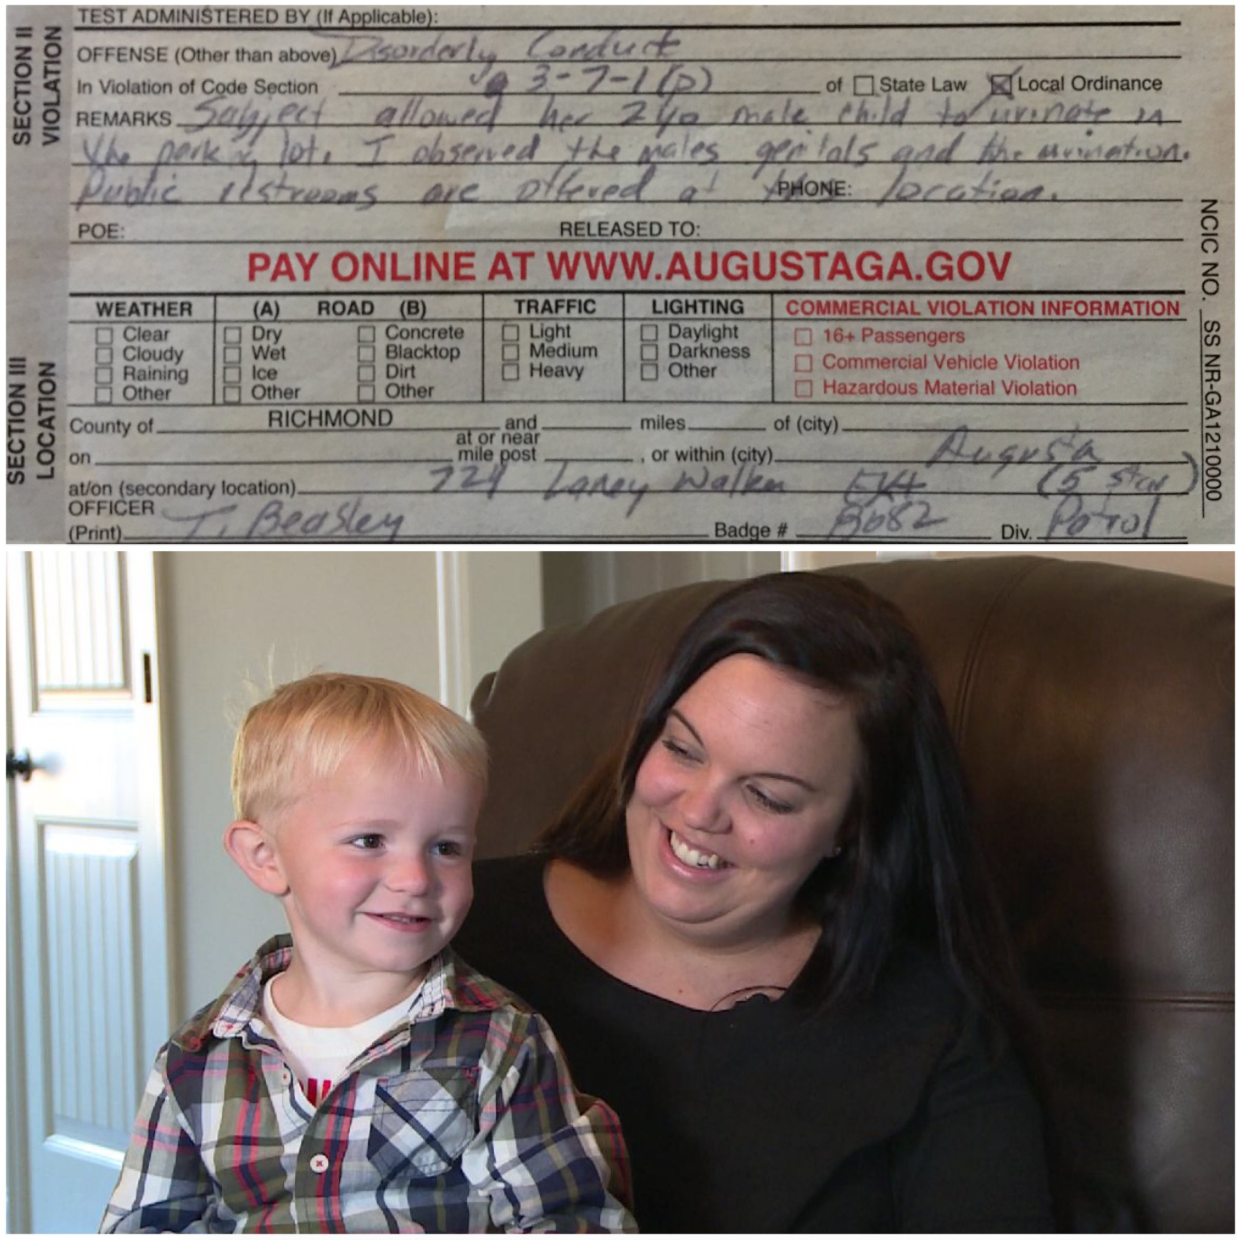 SECTION II
VIOLATION
TEST ADMINISTERED BY (If Applicable):
OFFENSE (Other than above) Disorderly Conduct
In Violation of Code Section 3-7-1(p) of State Law Local Ordinance
REMARKS Subject allowed her 2yo male child to urinate in
the parking lot. I observed the males genitals and the urination.
Public restrooms are offered at this location.
PHONE:
POE: RELEASED TO:
PAY ONLINE AT WWW.AUGUSTAGA.GOV
SECTION III
LOCATION
WEATHER (A) ROAD (B) TRAFFIC LIGHTING COMMERCIAL VIOLATION INFORMATION
Clear Dry Concrete Light Daylight 16+ Passengers
Cloudy Wet Blacktop Medium Darkness Commercial Vehicle Violation
Raining Ice Dirt Heavy Other Hazardous Material Violation
Other Other Other
County of RICHMOND and miles of (city)
at or near
on mile post , or within (city) Augusta
at/on (secondary location) 724 Laney Walker (5 Star)
OFFICER
(Print) T. Beasley Badge # Div. Patrol
NCIC NO. SS NR-GA1210000